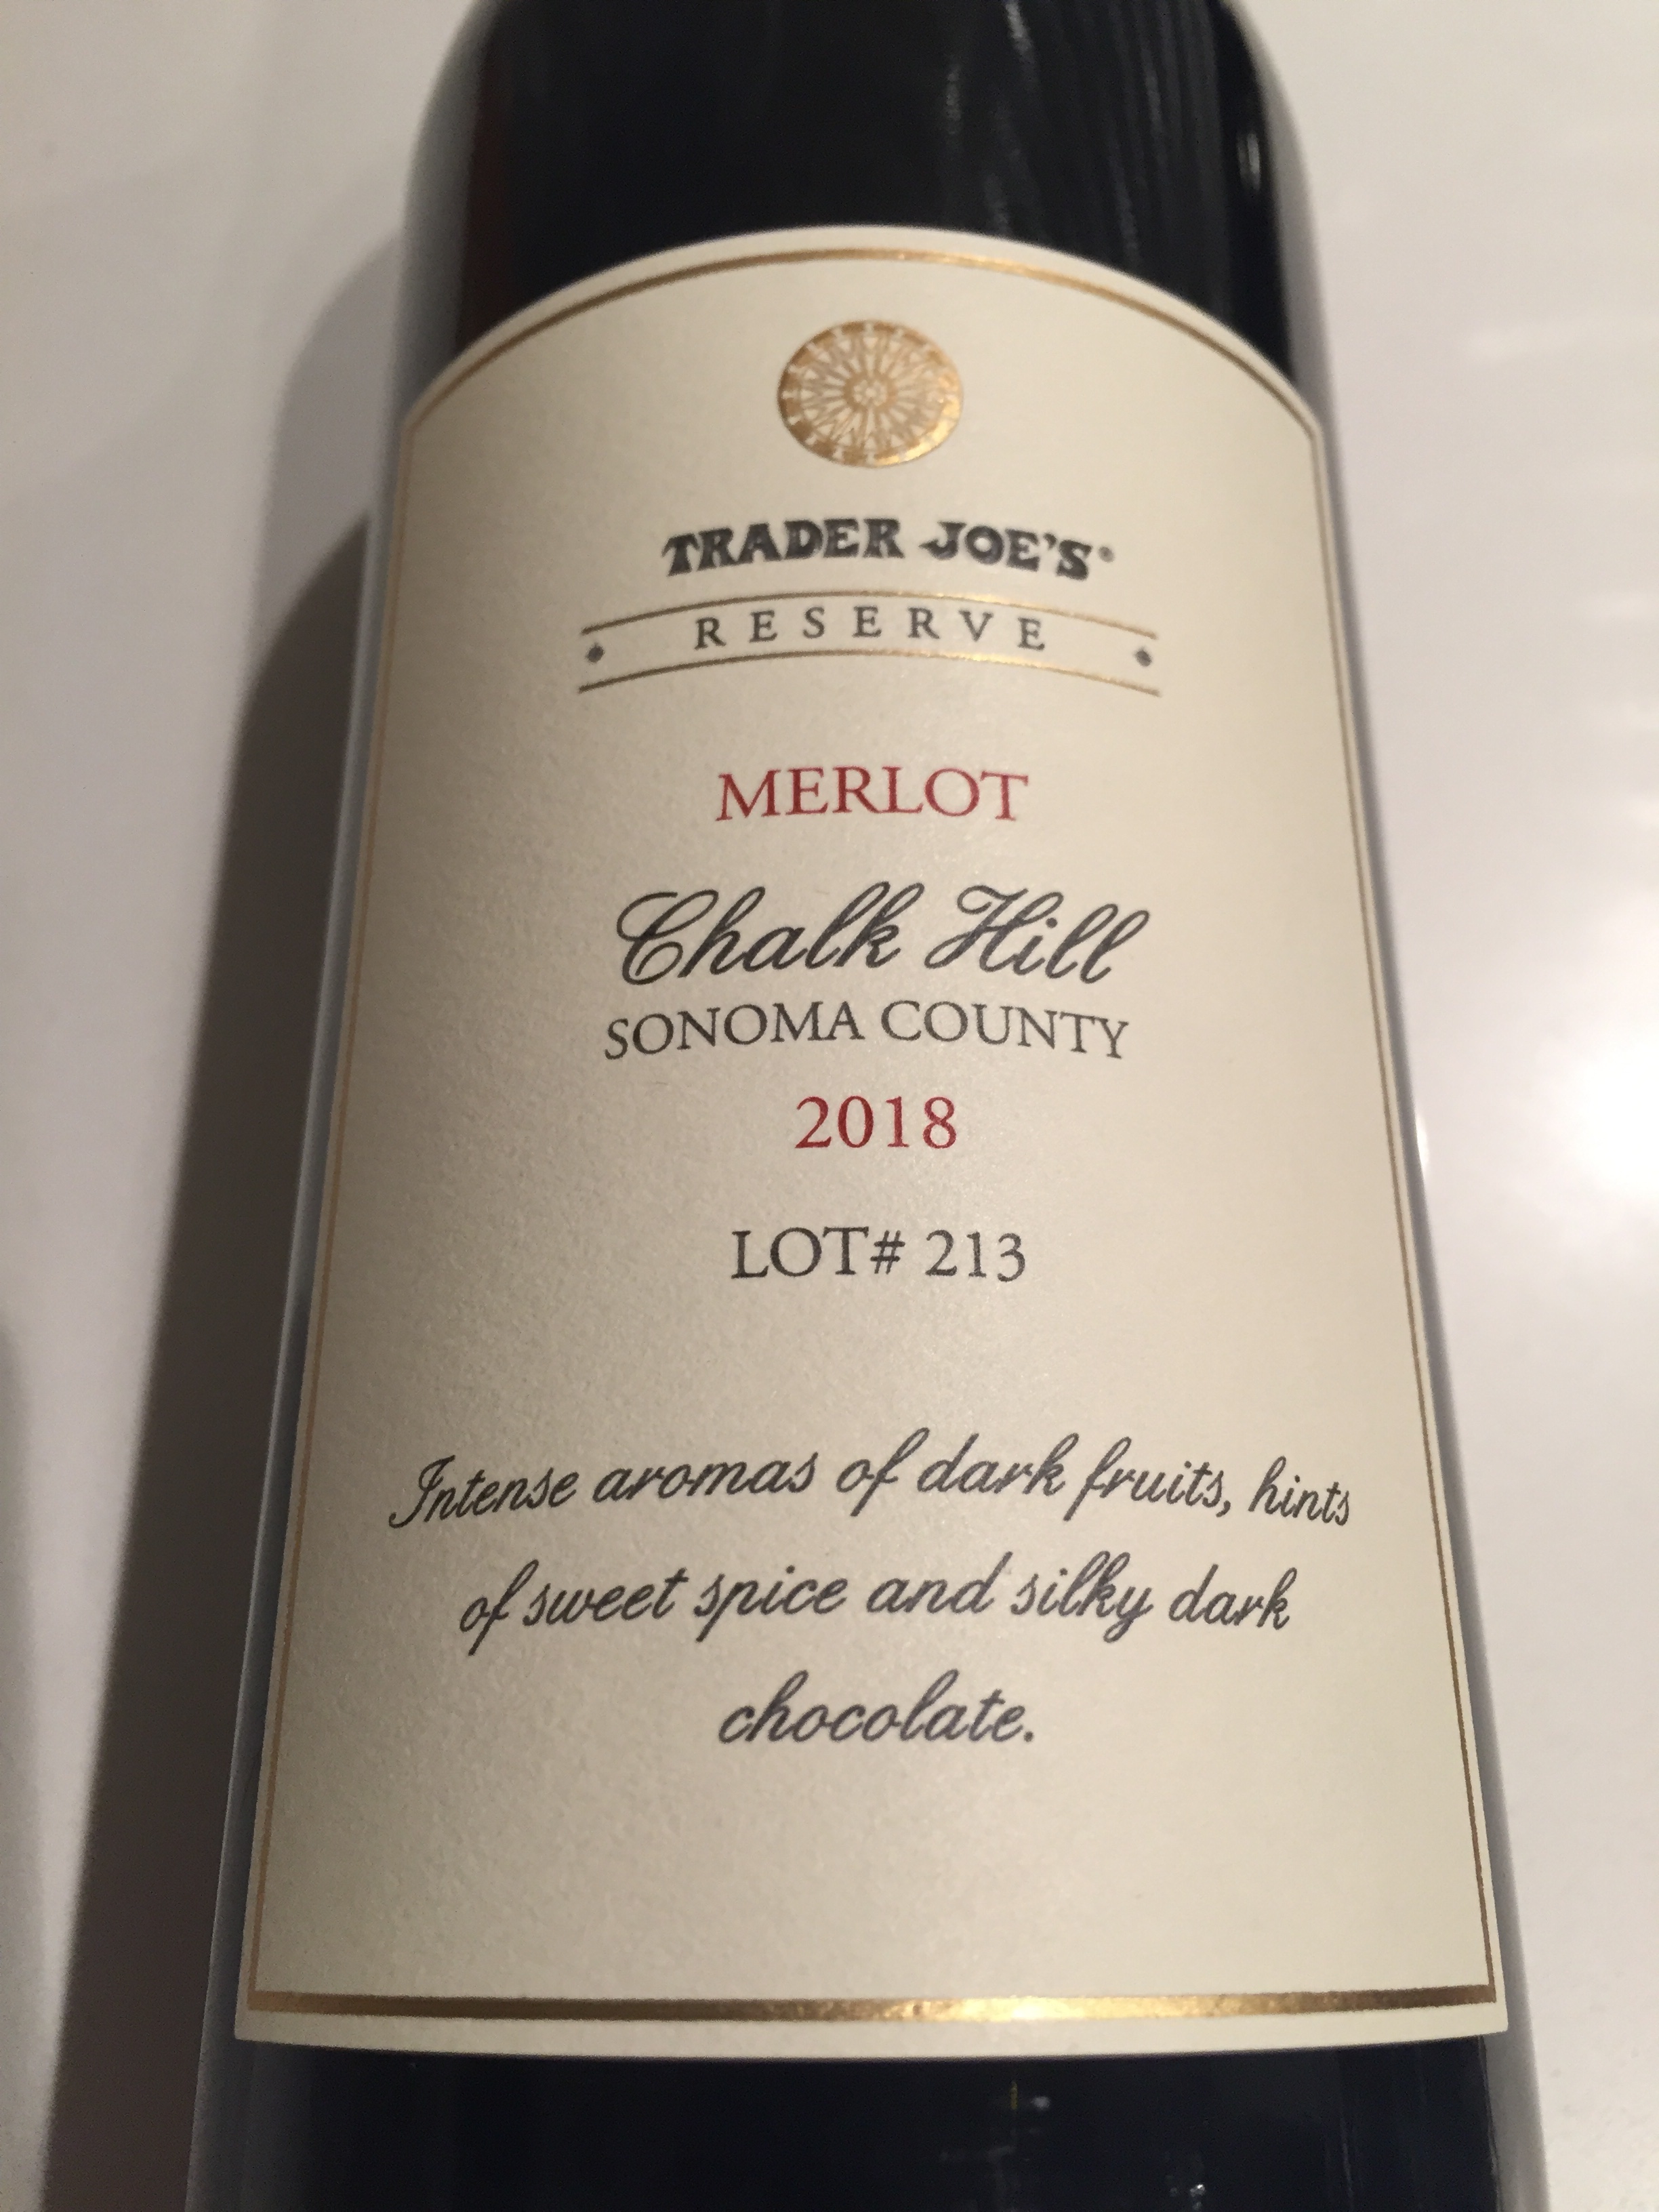 TRADER JOE'S®
RESERVE
MERLOT
Chalk Hill
SONOMA COUNTY
2018
LOT# 213
Intense aromas of dark fruits, hints
of sweet spice and silky dark
chocolate.